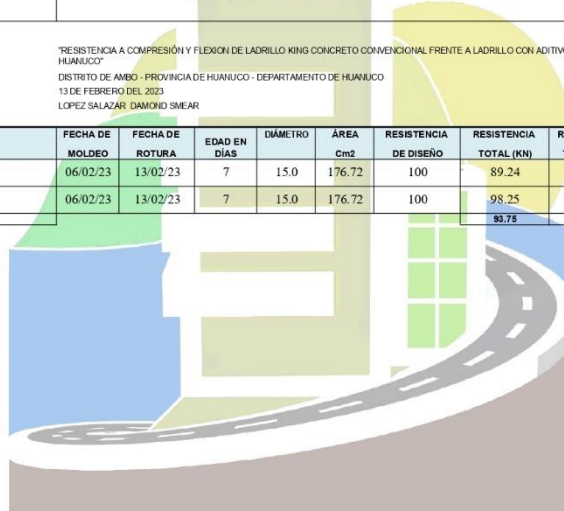 "RESISTENCIA A COMPRESIÓN Y FLEXION DE LADRILLO KING CONCRETO CONVENCIONAL FRENTE A LADRILLO CON ADITIV
HUANUCO"
DISTRITO DE AMBO - PROVINCIA DE HUANUCO - DEPARTAMENTO DE HUANUCO
13 DE FEBRERO DEL 2023
LOPEZ SALAZAR DAMOND SMEAR
FECHA DE MOLDEO FECHA DE ROTURA EDAD EN DÍAS DIÁMETRO ÁREA Cm2 RESISTENCIA DE DISEÑO RESISTENCIA TOTAL (KN)
06/02/23 13/02/23 7 15.0 176.72 100 89.24
06/02/23 13/02/23 7 15.0 176.72 100 98.25
93.75